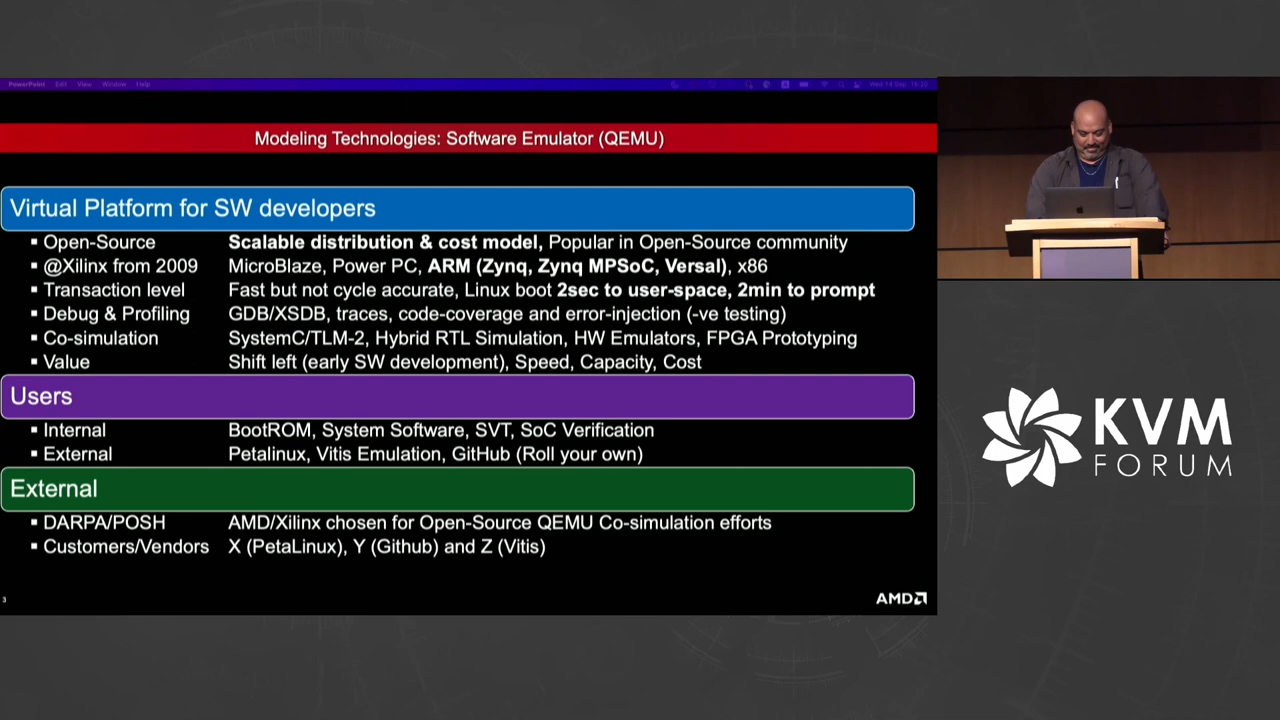 PowerPoint Edit View Window Help
Modeling Technologies: Software Emulator (QEMU)
Virtual Platform for SW developers
▪ Open-Source Scalable distribution & cost model, Popular in Open-Source community
▪ @Xilinx from 2009 MicroBlaze, Power PC, ARM (Zynq, Zynq MPSoC, Versal), x86
▪ Transaction level Fast but not cycle accurate, Linux boot 2sec to user-space, 2min to prompt
▪ Debug & Profiling GDB/XSDB, traces, code-coverage and error-injection (-ve testing)
▪ Co-simulation SystemC/TLM-2, Hybrid RTL Simulation, HW Emulators, FPGA Prototyping
▪ Value Shift left (early SW development), Speed, Capacity, Cost
Users
▪ Internal BootROM, System Software, SVT, SoC Verification
▪ External Petalinux, Vitis Emulation, GitHub (Roll your own)
External
▪ DARPA/POSH AMD/Xilinx chosen for Open-Source QEMU Co-simulation efforts
▪ Customers/Vendors X (PetaLinux), Y (Github) and Z (Vitis)
3
AMD
KVM
FORUM